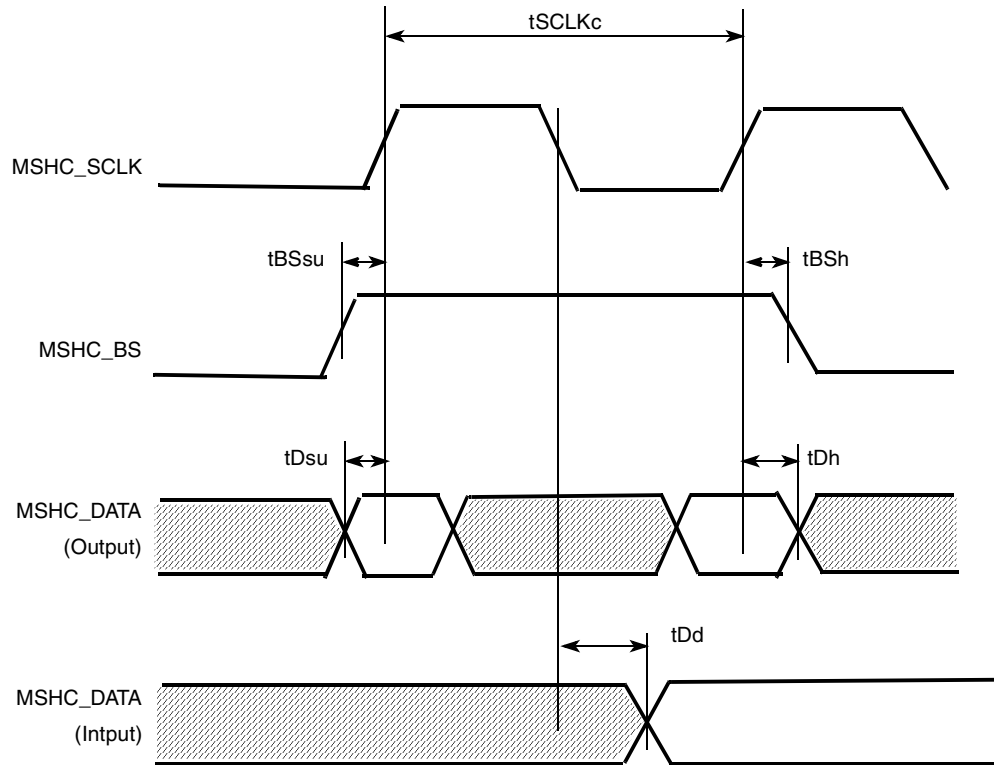 tSCLKc
MSHC_SCLK
tBSsu
tBSh
MSHC_BS
tDsu
tDh
MSHC_DATA
(Output)
tDd
MSHC_DATA
(Intput)